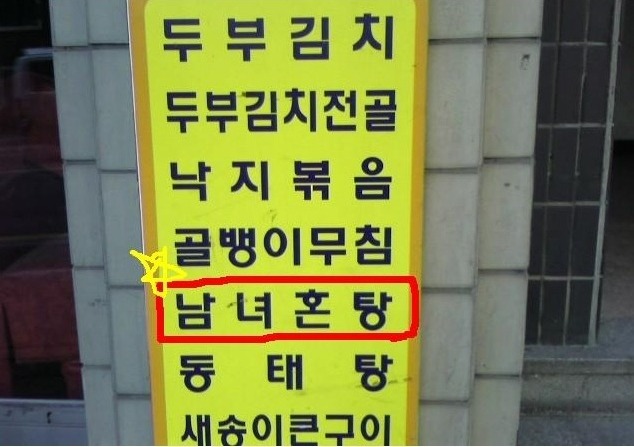 두부김치
두부김치전골
낙지볶음
골뱅이무침
남녀혼탕
동태탕
새송이큰구이